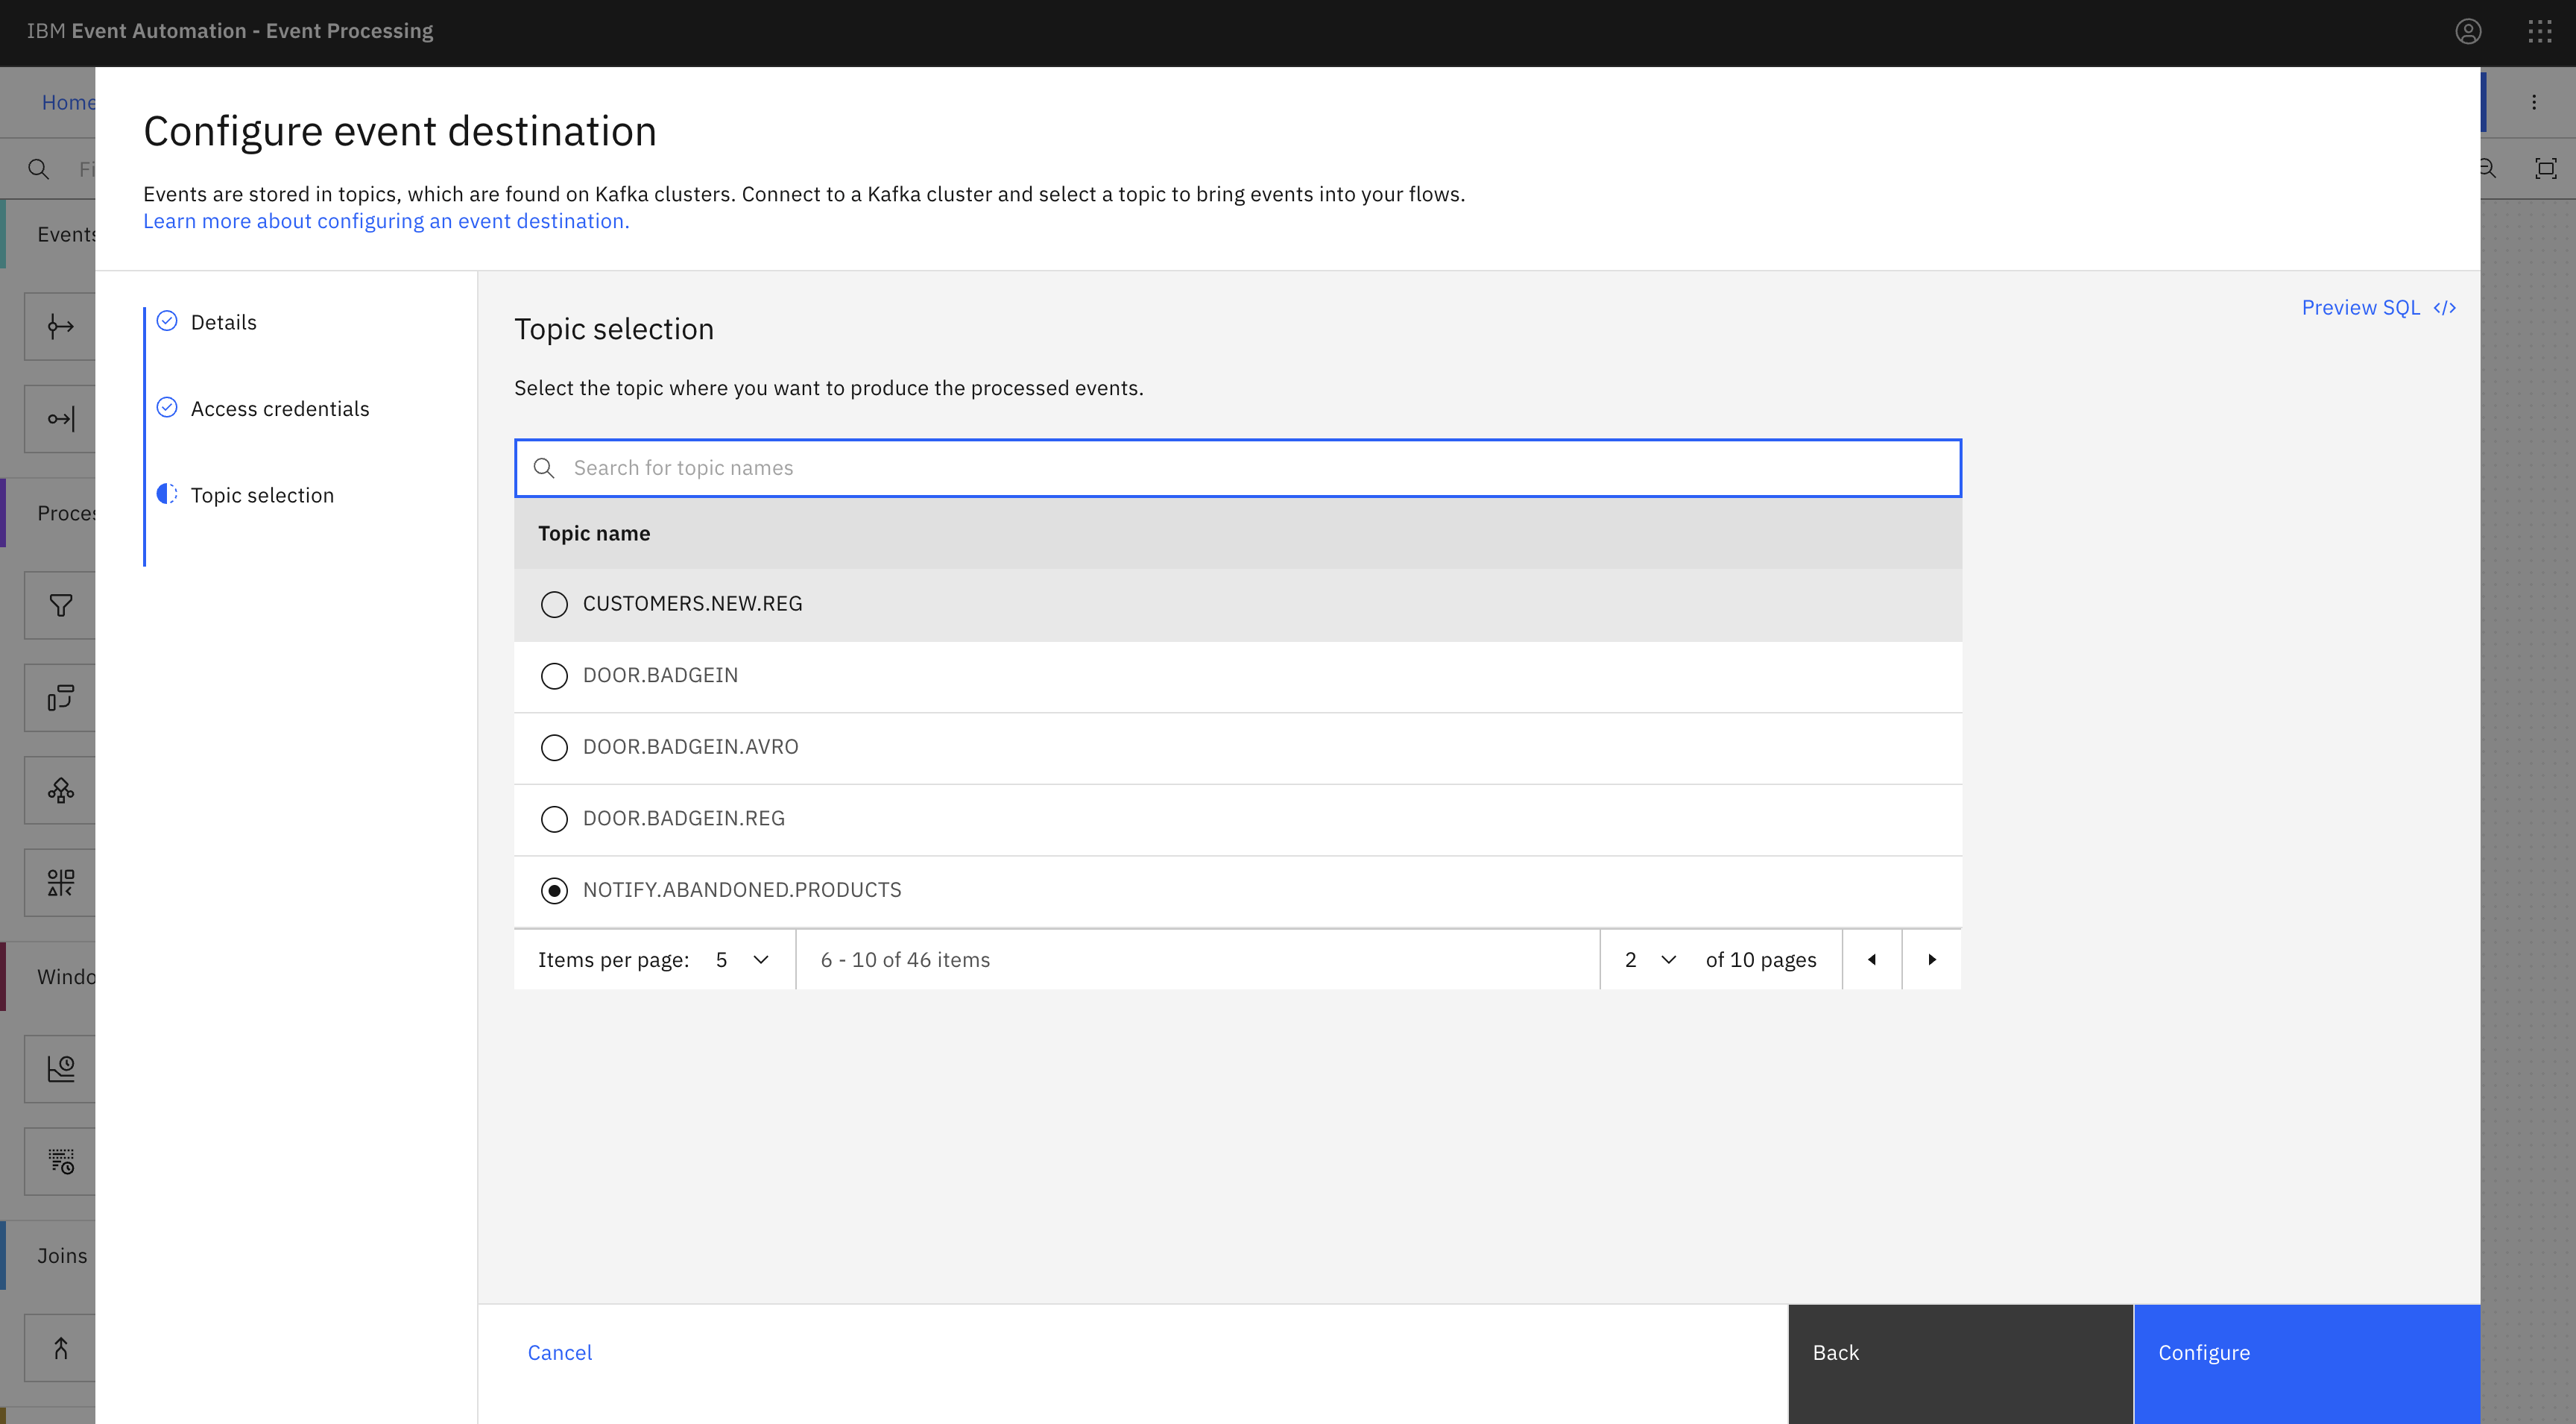 IBM Event Automation - Event Processing
Home
Configure event destination
Events are stored in topics, which are found on Kafka clusters. Connect to a Kafka cluster and select a topic to bring events into your flows.
Learn more about configuring an event destination.
Events
Joins
Details
Access credentials
Topic selection
Preview SQL </>
Topic selection
Select the topic where you want to produce the processed events.
Search for topic names
Topic name
CUSTOMERS.NEW.REG
DOOR.BADGEIN
DOOR.BADGEIN.AVRO
DOOR.BADGEIN.REG
NOTIFY.ABANDONED.PRODUCTS
Items per page: 5 6 - 10 of 46 items 2 of 10 pages
Cancel Back Configure